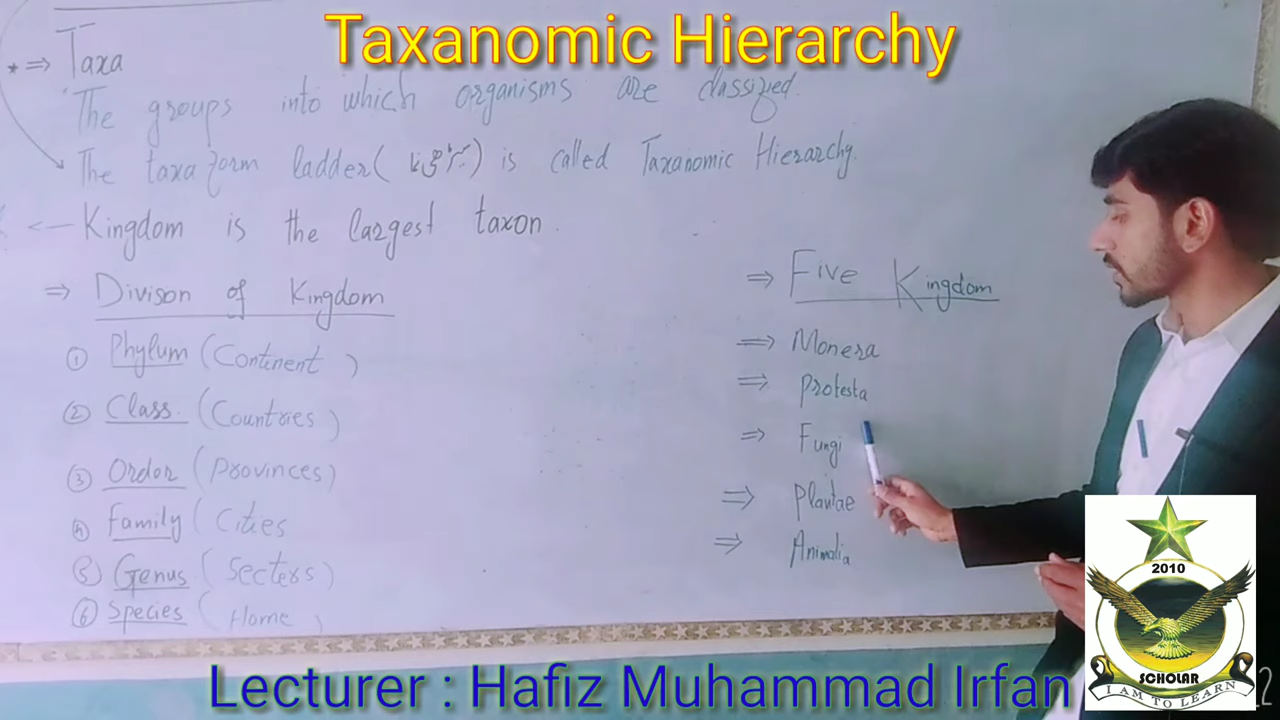 Taxanomic Hierarchy
* ⇒ Taxa
The groups into which organisms are classified.
The taxa form ladder( ) is called Taxanomic Hierarchy.
<— Kingdom is the largest taxon.
⇒ Divison of Kingdom
① Phylum (Continent )
② Class. (Countries )
③ Ordor (Provinces)
④ Family (Cities
⑤ Genus ( Secters )
⑥ Species ( Home )
⇒ Five Kingdom
⇒ Monera
⇒ Protesta
⇒ Fungi
⇒ Plantae
⇒ Animalia
2010
SCHOLAR
I AM TO LEARN
Lecturer : Hafiz Muhammad Irfan